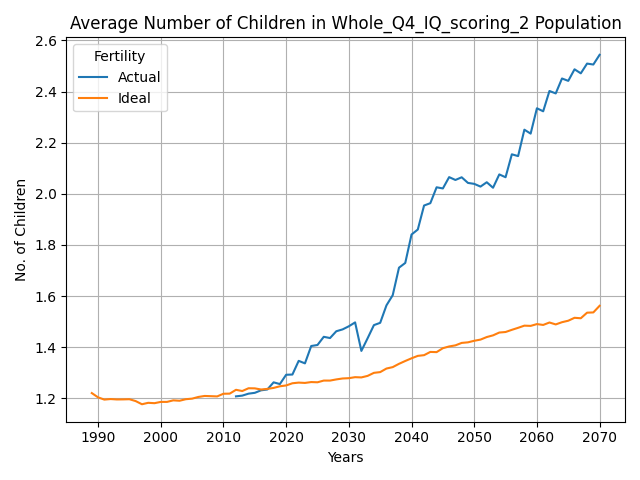 Average Number of Children in Whole_Q4_IQ_scoring_2 Population
Fertility
Actual
Ideal
No. of Children
2.6
2.4
2.2
2.0
1.8
1.6
1.4
1.2
1990 2000 2010 2020 2030 2040 2050 2060 2070
Years